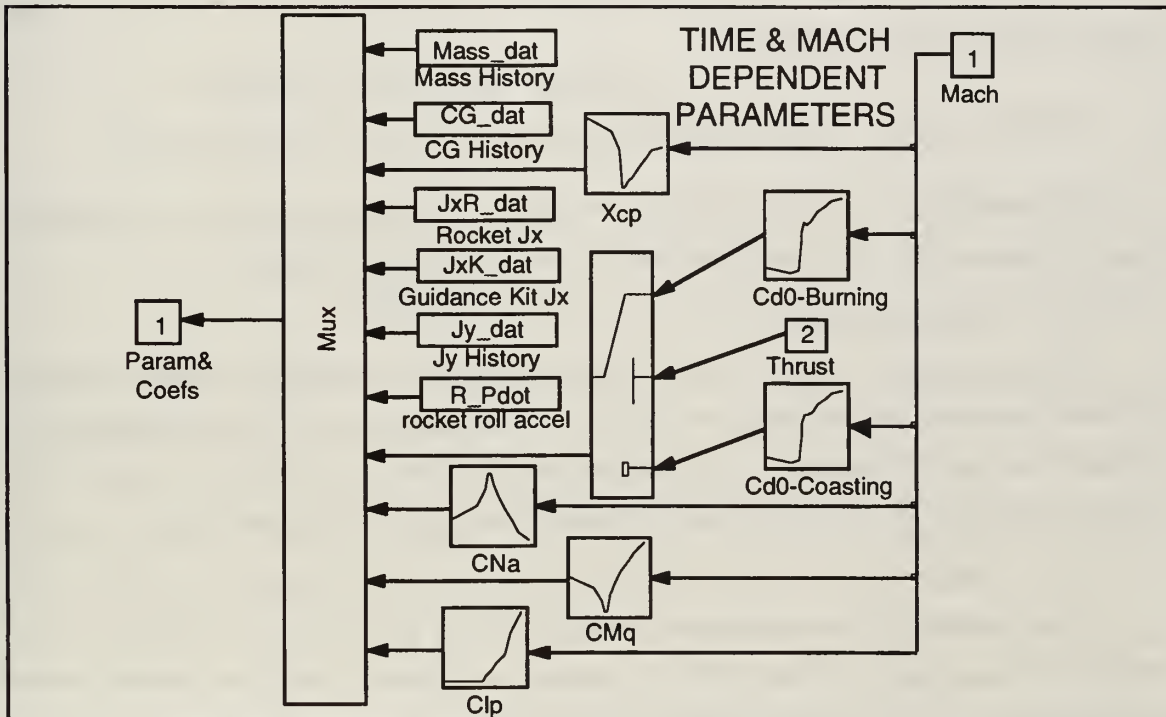 TIME & MACH
DEPENDENT
PARAMETERS
1
Mach
Mass_dat
Mass History
CG_dat
CG History
Xcp
JxR_dat
Rocket Jx
JxK_dat
Guidance Kit Jx
Jy_dat
Jy History
R_Pdot
rocket roll accel
Cd0-Burning
2
Thrust
Cd0-Coasting
Mux
1
Param&
Coefs
CNa
CMq
Clp